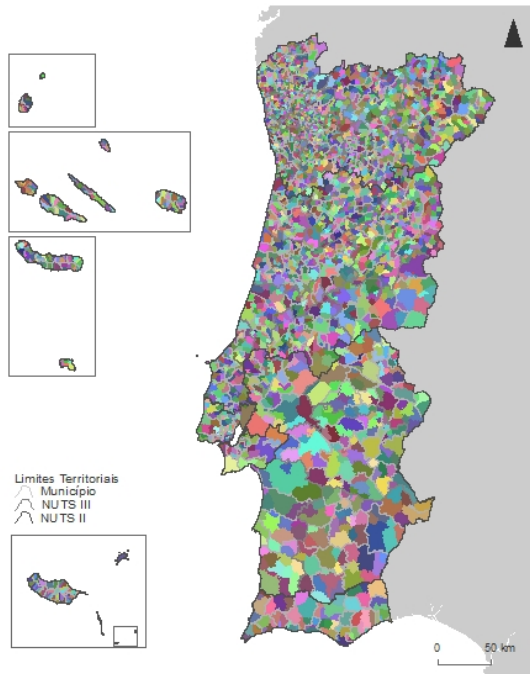 Limites Territoriais
Município
NUTS III
NUTS II
0 50 km